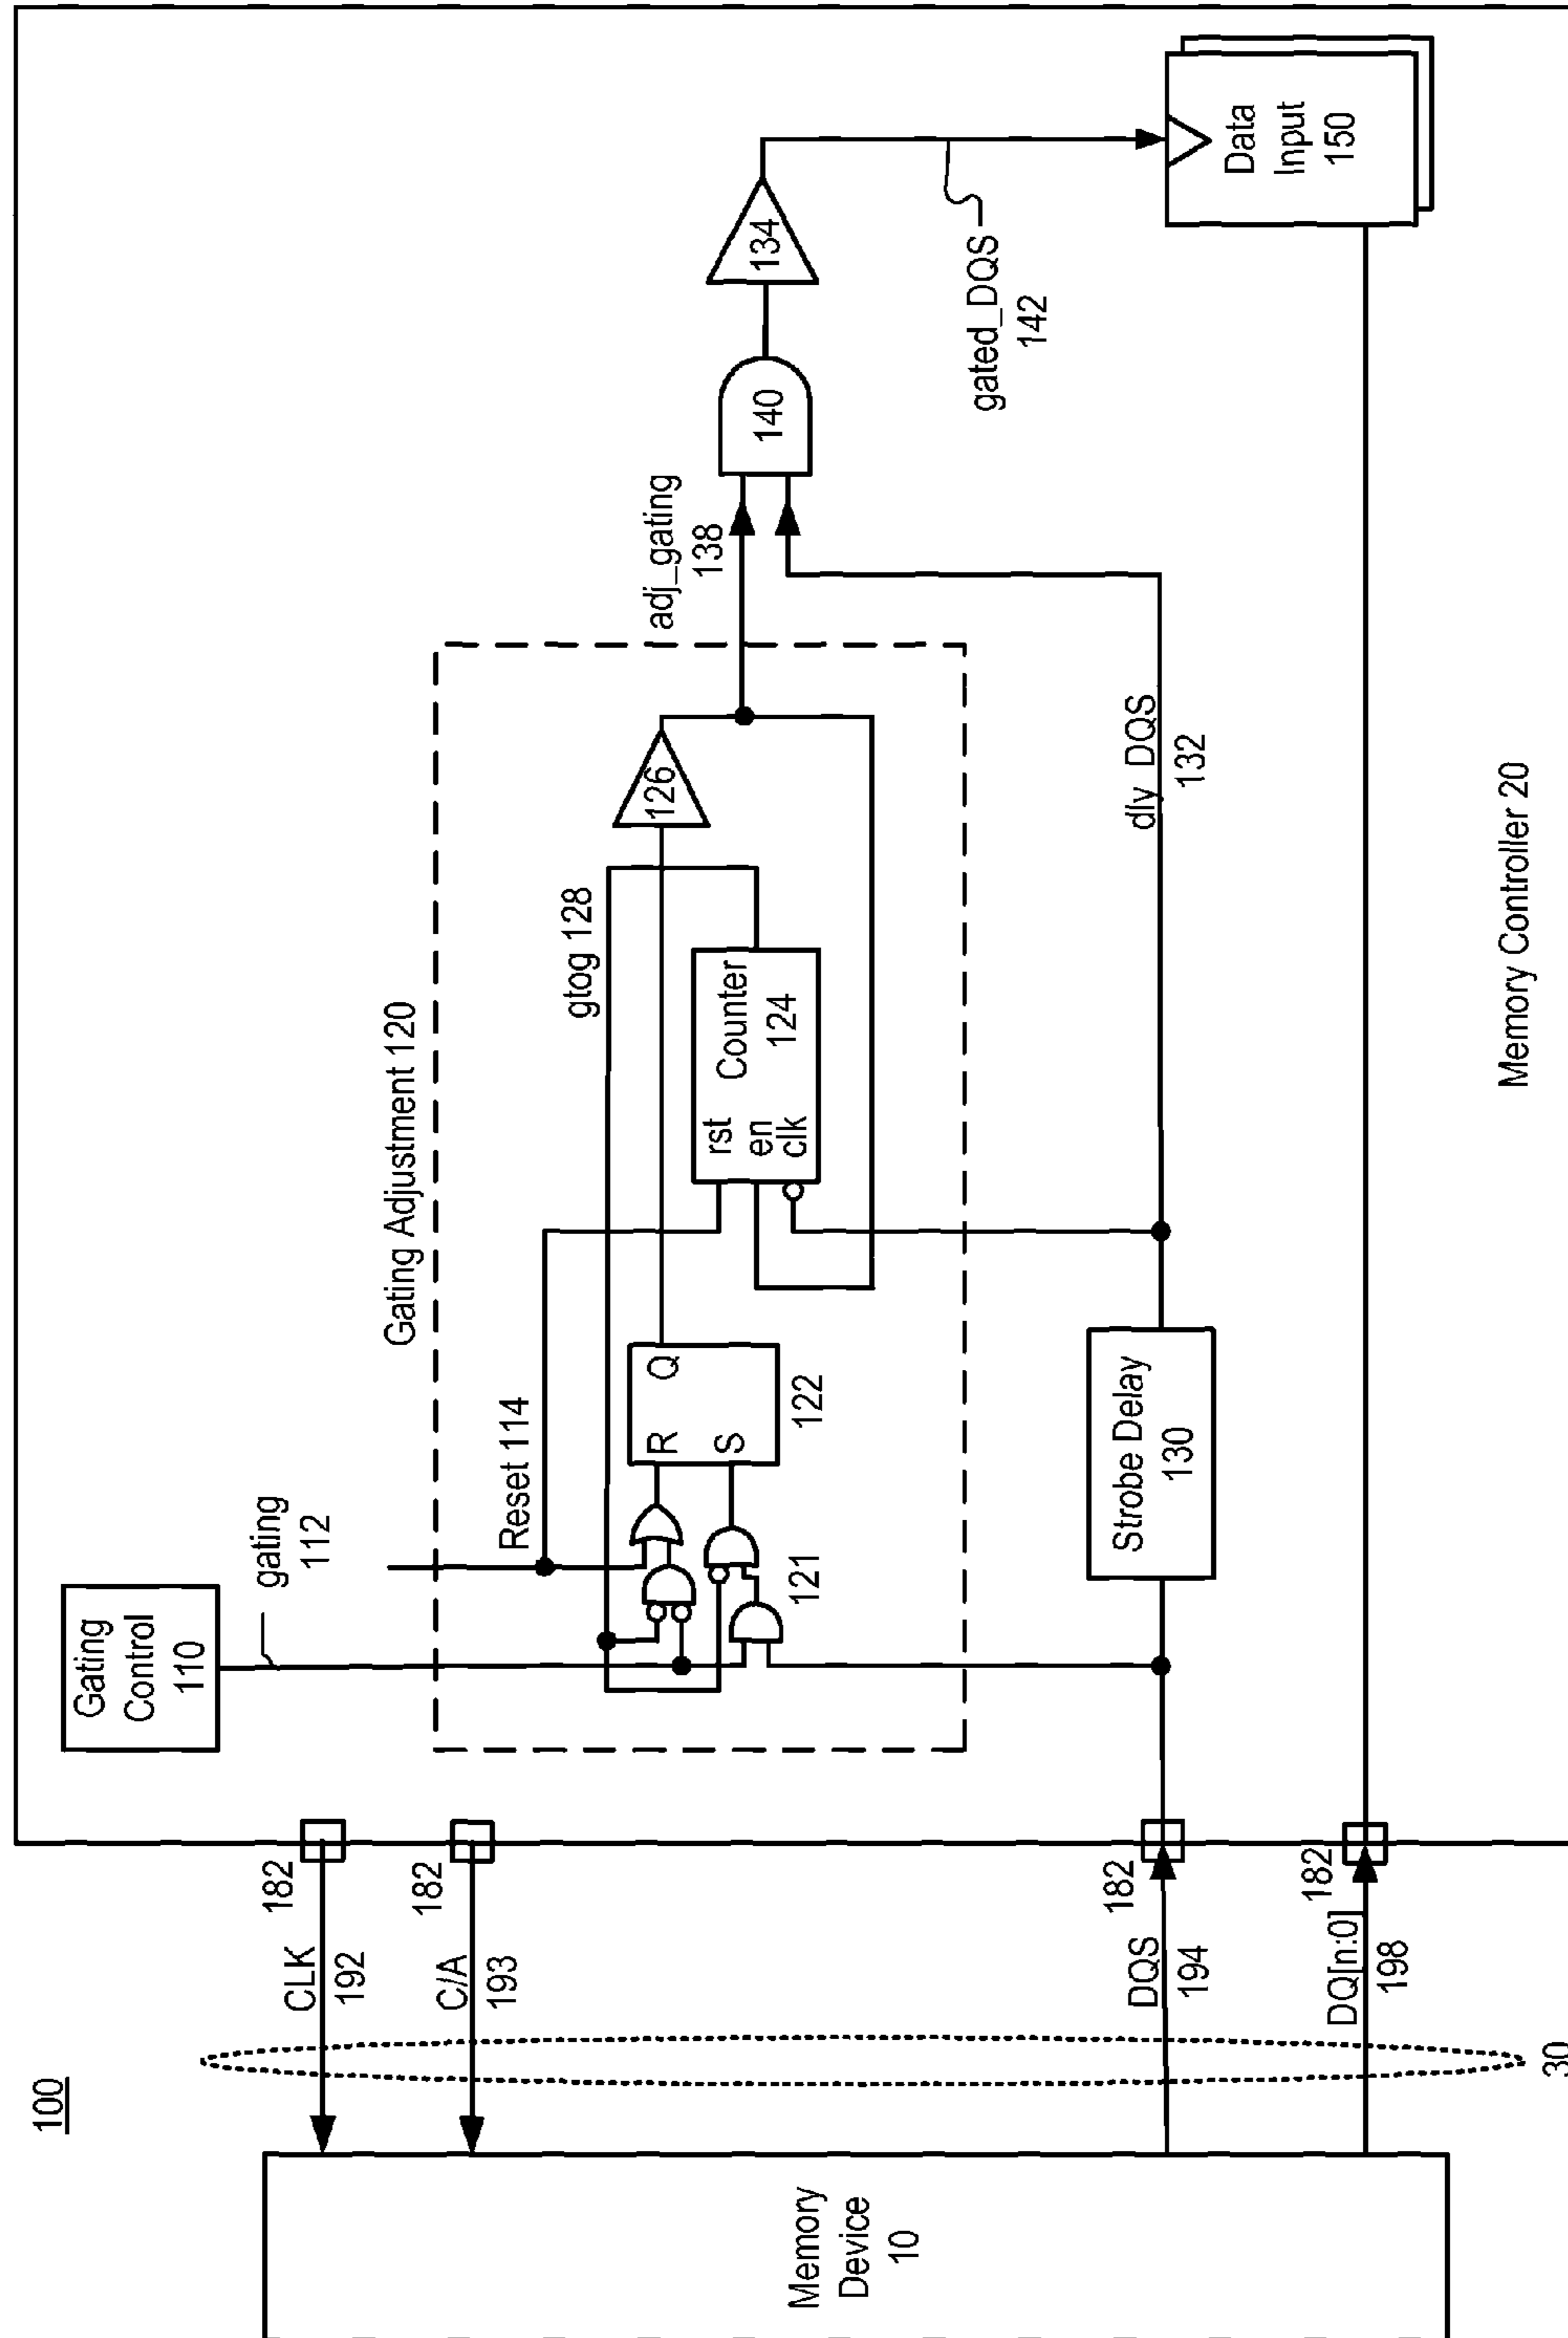 100
Memory
Device
10
CLK
192
C/A
193
DQS
194
DQ[n:0]
198
30
182
182
182
182
Gating
Control
110
gating
112
Gating Adjustment 120
Reset 114
gtog 128
121
R
S
Q
122
rst
en
clk
Counter
124
126
Strobe Delay
130
dly_DQS
132
adj_gating
138
140
134
gated_DQS
142
Data
Input
150
Memory Controller 20